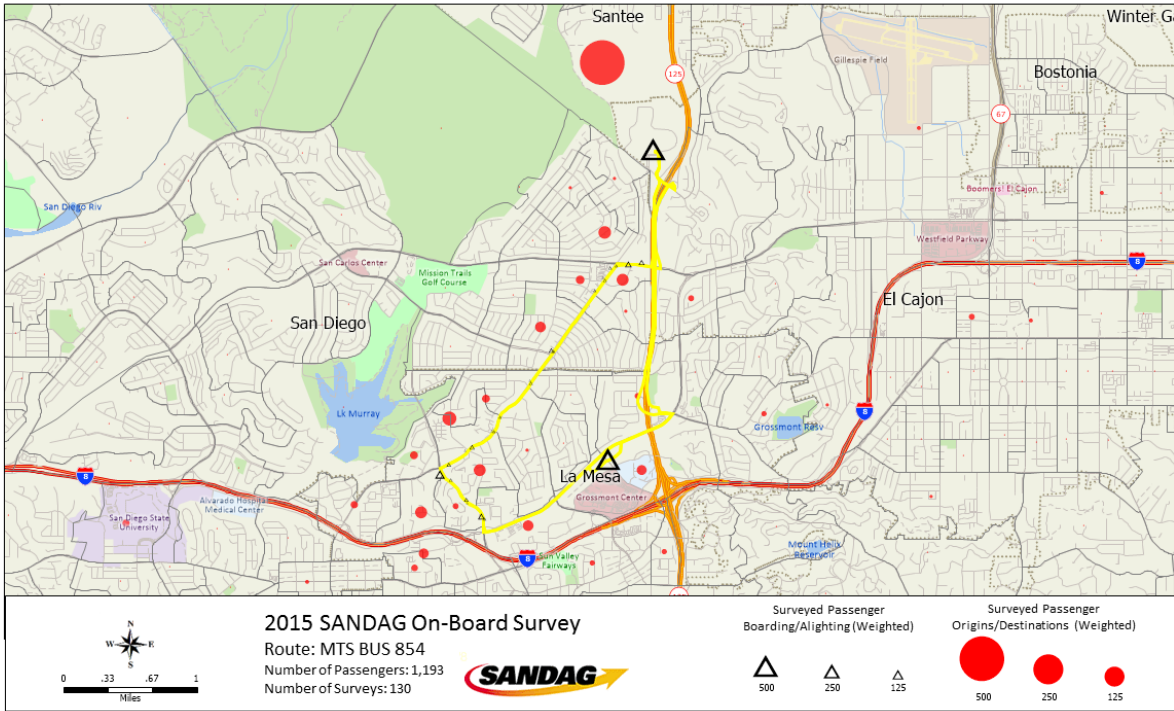 Santee
Winter G
125
Gillespie Field
Bostonia
67
San Diego Riv
Boomers! El Cajon
San Carlos Center
Westfield Parkway
8
Mission Trails
Golf Course
El Cajon
San Diego
Lk Murray
8
Grossmont Resv
8
La Mesa
Grossmont Center
Alvarado Hospital
Medical Center
San Diego State
University
8
Sun Valley
Fairways
Mount Helix
Reservoir
N
W E
S
0 .33 .67 1
Miles
2015 SANDAG On-Board Survey
Route: MTS BUS 854
Number of Passengers: 1,193
Number of Surveys: 130
SANDAG
Surveyed Passenger
Boarding/Alighting (Weighted)
500 250 125
Surveyed Passenger
Origins/Destinations (Weighted)
500 250 125